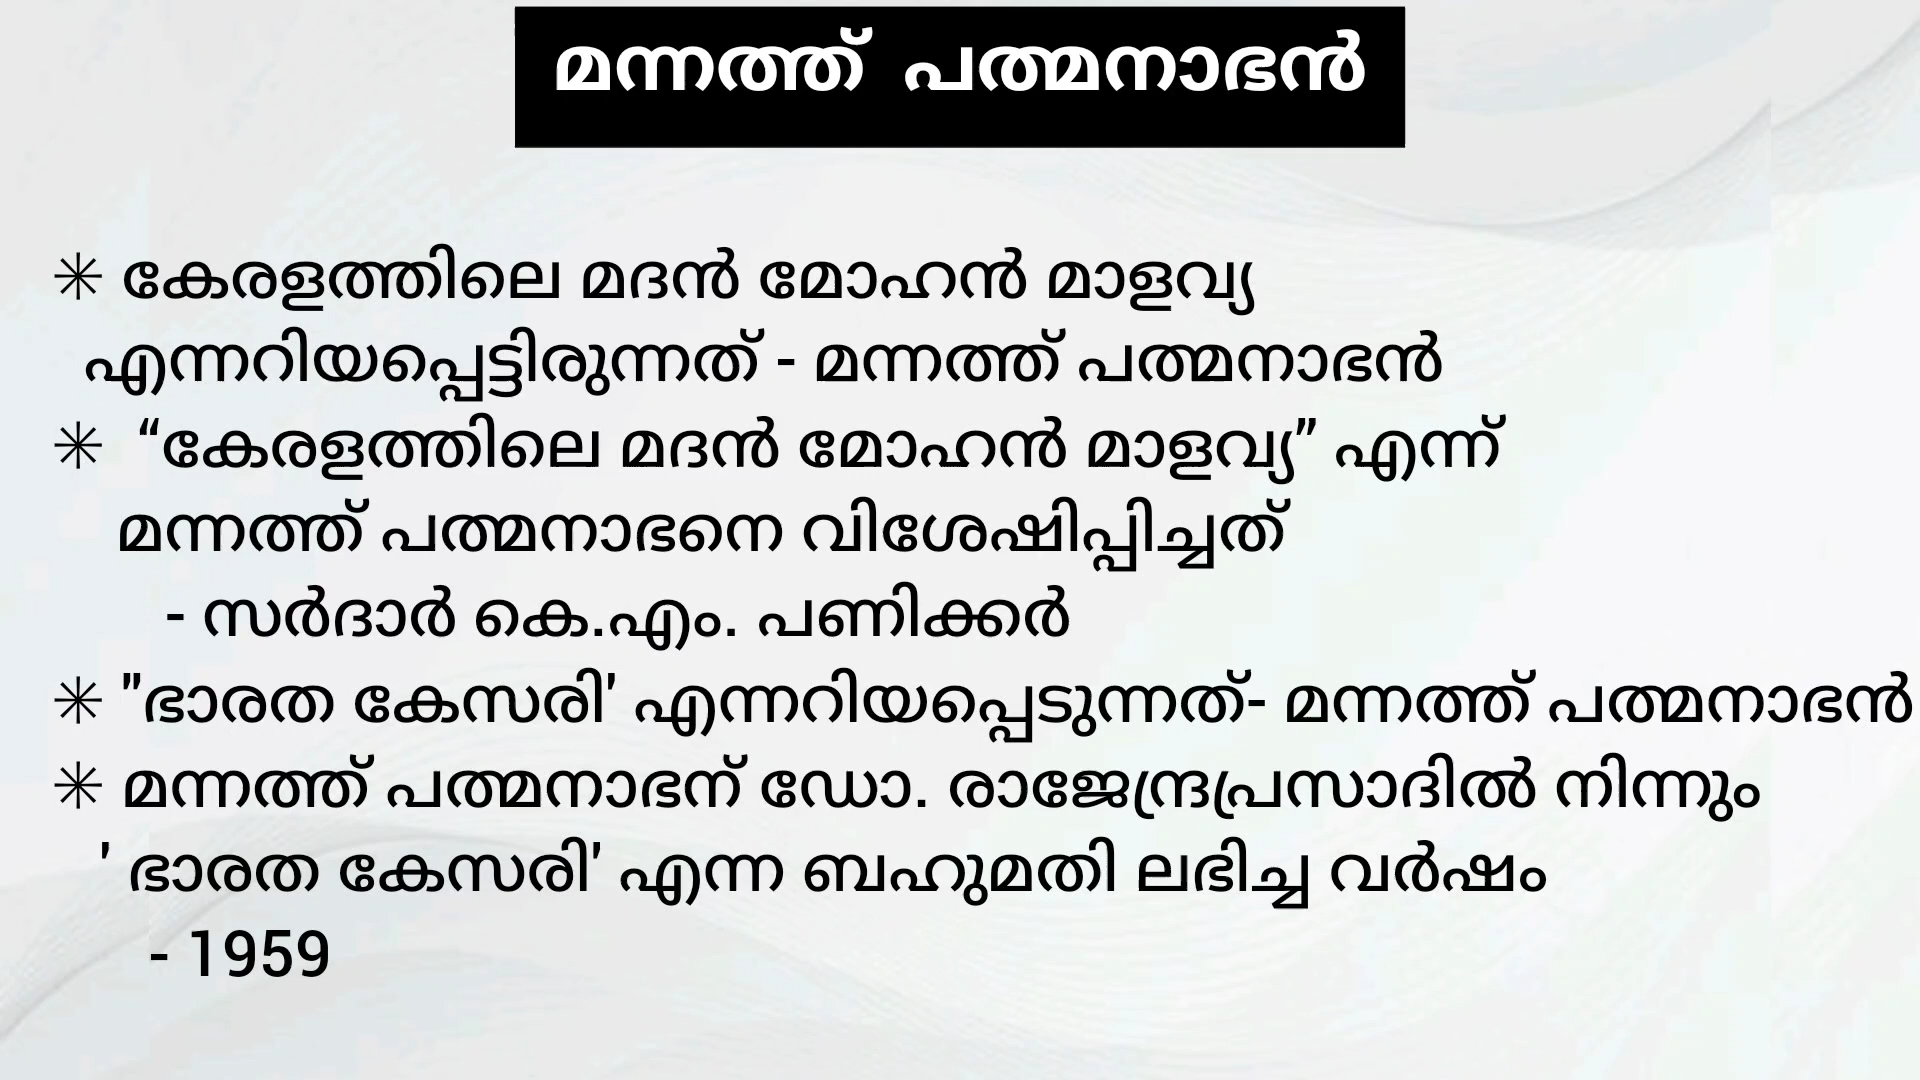 മന്നത്ത് പത്മനാഭൻ
✳ കേരളത്തിലെ മദൻ മോഹൻ മാളവ്യ
എന്നറിയപ്പെട്ടിരുന്നത് - മന്നത്ത് പത്മനാഭൻ
✳ “കേരളത്തിലെ മദൻ മോഹൻ മാളവ്യ” എന്ന്
മന്നത്ത് പത്മനാഭനെ വിശേഷിപ്പിച്ചത്
- സർദാർ കെ.എം. പണിക്കർ
✳ "ഭാരത കേസരി' എന്നറിയപ്പെടുന്നത്- മന്നത്ത് പത്മനാഭൻ
✳ മന്നത്ത് പത്മനാഭന് ഡോ. രാജേന്ദ്രപ്രസാദിൽ നിന്നും
' ഭാരത കേസരി' എന്ന ബഹുമതി ലഭിച്ച വർഷം
- 1959